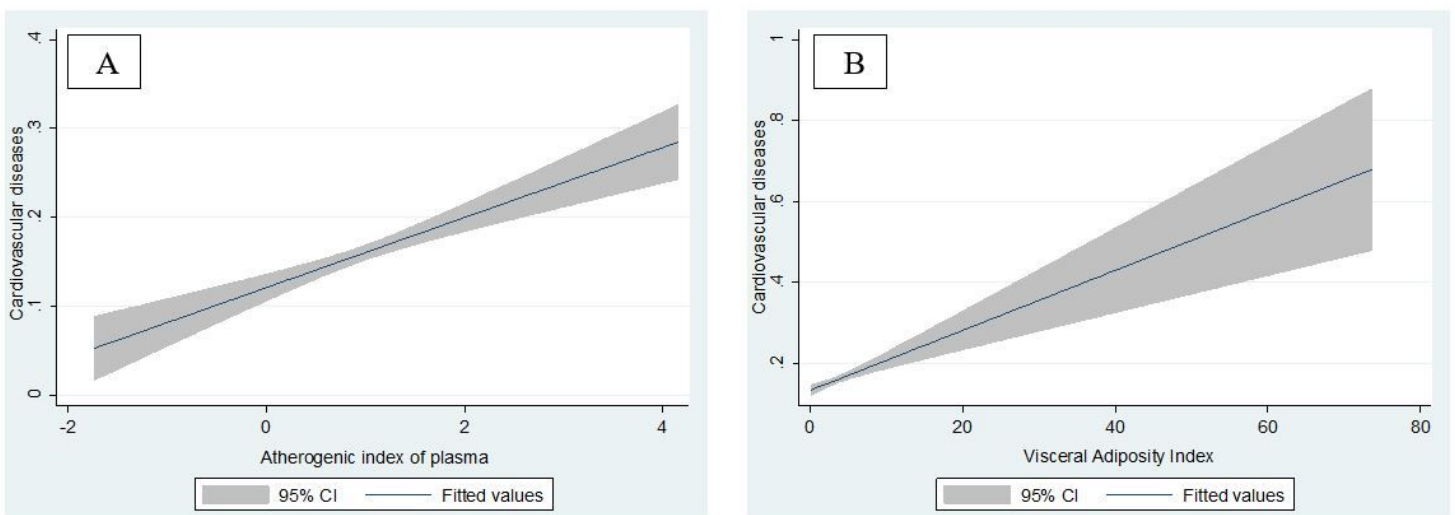 A
.4
.3
.2
.1
0
Cardiovascular diseases
-2 0 2 4
Atherogenic index of plasma
95% CI Fitted values
B
1
.8
.6
.4
.2
Cardiovascular diseases
0 20 40 60 80
Visceral Adiposity Index
95% CI Fitted values